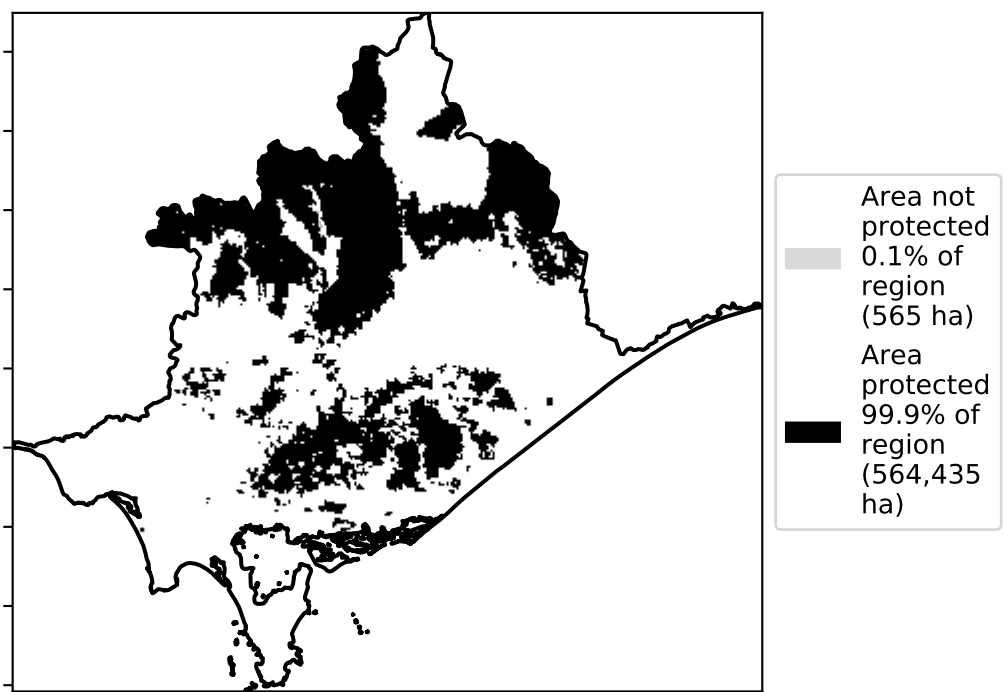 Area not
protected
0.1% of
region
(565 ha)
Area
protected
99.9% of
region
(564,435
ha)